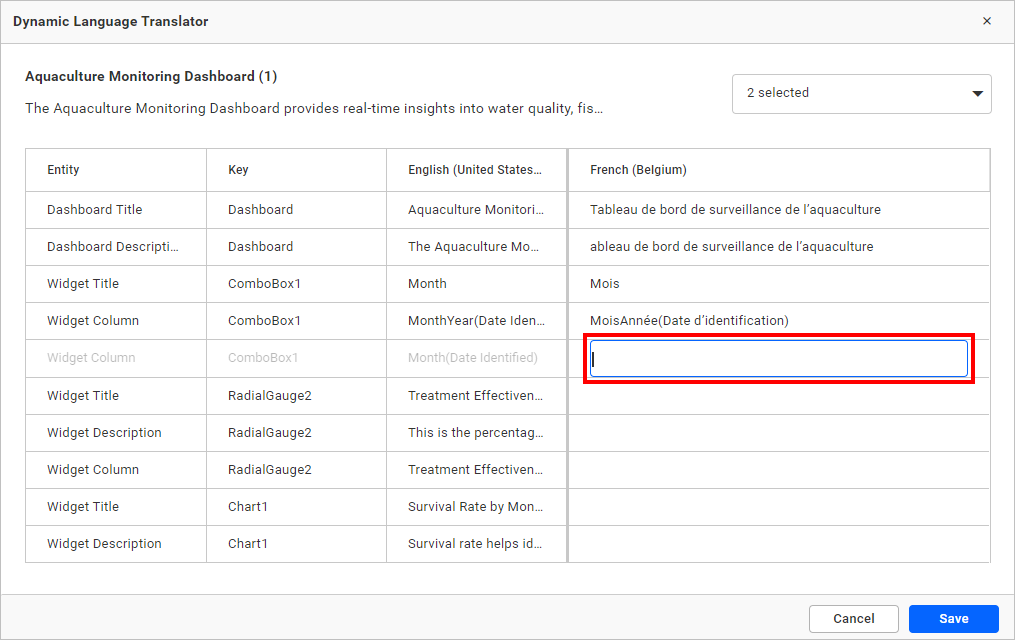 Dynamic Language Translator
Aquaculture Monitoring Dashboard (1)
The Aquaculture Monitoring Dashboard provides real-time insights into water quality, fis...
2 selected
Entity Key English (United States... French (Belgium)
Dashboard Title Dashboard Aquaculture Monitori... Tableau de bord de surveillance de l’aquaculture
Dashboard Descripti... Dashboard The Aquaculture Mo... ableau de bord de surveillance de l’aquaculture
Widget Title ComboBox1 Month Mois
Widget Column ComboBox1 MonthYear(Date Iden... MoisAnnée(Date d’identification)
Widget Column ComboBox1 Month(Date Identified)
Widget Title RadialGauge2 Treatment Effectiven...
Widget Description RadialGauge2 This is the percentag...
Widget Column RadialGauge2 Treatment Effectiven...
Widget Title Chart1 Survival Rate by Mon...
Widget Description Chart1 Survival rate helps id...
Cancel Save